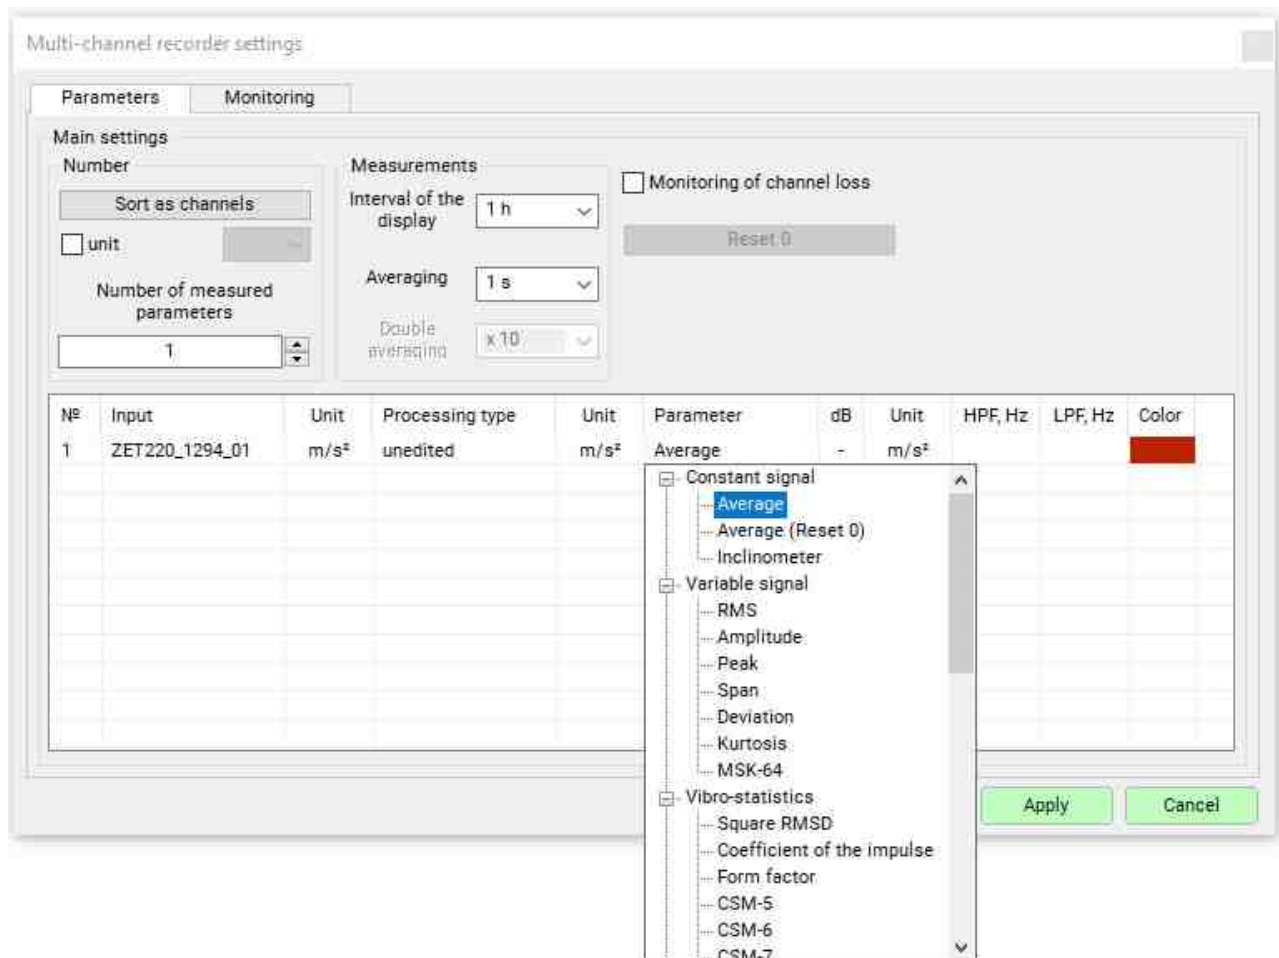 Multi-channel recorder settings
Parameters Monitoring
Main settings
Number
Sort as channels
unit
Number of measured
parameters
1
Measurements
Interval of the
display
1 h
Averaging
1 s
Double
averaging
x 10
Monitoring of channel loss
Reset 0
№ Input Unit Processing type Unit Parameter dB Unit HPF, Hz LPF, Hz Color
1 ZET220_1294_01 m/s² unedited m/s² Average - m/s²
Constant signal
Average
Average (Reset 0)
Inclinometer
Variable signal
RMS
Amplitude
Peak
Span
Deviation
Kurtosis
MSK-64
Vibro-statistics
Square RMSD
Coefficient of the impulse
Form factor
CSM-5
CSM-6
CSM-7
Apply Cancel